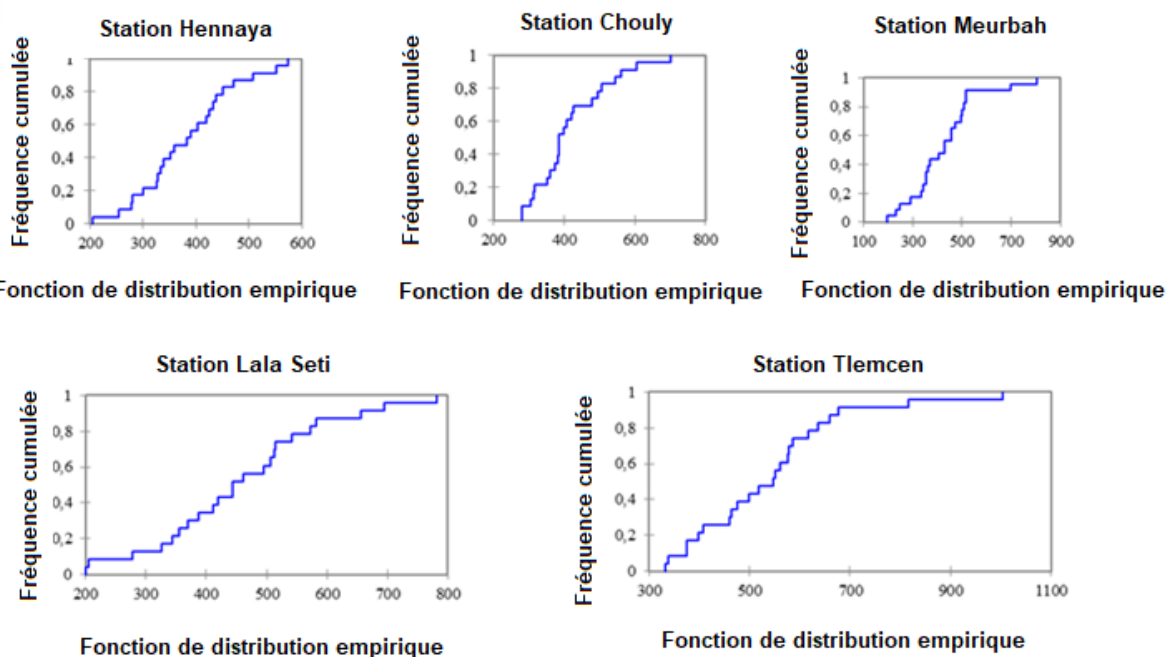 Station Hennaya
Fréquence cumulée
1
0,8
0,6
0,4
0,2
0
200 300 400 500 600
Fonction de distribution empirique
Station Chouly
Fréquence cumulée
1
0,8
0,6
0,4
0,2
0
200 400 600 800
Fonction de distribution empirique
Station Meurbah
Fréquence cumulée
1
0,8
0,6
0,4
0,2
0
100 300 500 700 900
Fonction de distribution empirique
Station Lala Seti
Fréquence cumulée
1
0,8
0,6
0,4
0,2
0
200 300 400 500 600 700 800
Fonction de distribution empirique
Station Tlemcen
Fréquence cumulée
1
0,8
0,6
0,4
0,2
0
300 500 700 900 1100
Fonction de distribution empirique